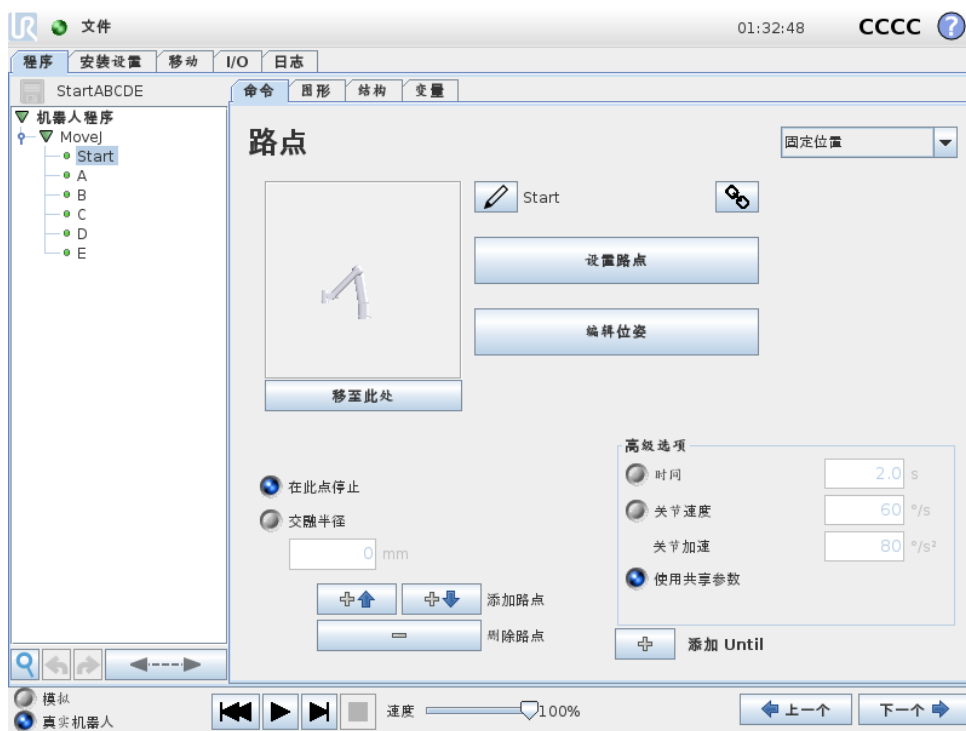 UR 文件 01:32:48 CCCC ?
程序 安装设置 移动 I/O 日志
StartABCDE
命令 图形 结构 变量
机器人程序
MoveJ
Start
A
B
C
D
E
路点
固定位置
Start
设置路点
编辑位姿
移至此处
在此点停止
交融半径
0 mm
添加路点
删除路点
高级选项
时间 2.0 s
关节速度 60 °/s
关节加速 80 °/s²
使用共享参数
添加 Until
模拟
真实机器人
速度 100%
上一个
下一个